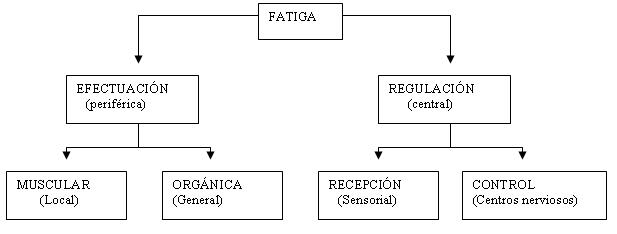 FATIGA
EFECTUACIÓN
(periférica)
REGULACIÓN
(central)
MUSCULAR
(Local)
ORGÁNICA
(General)
RECEPCIÓN
(Sensorial)
CONTROL
(Centros nerviosos)